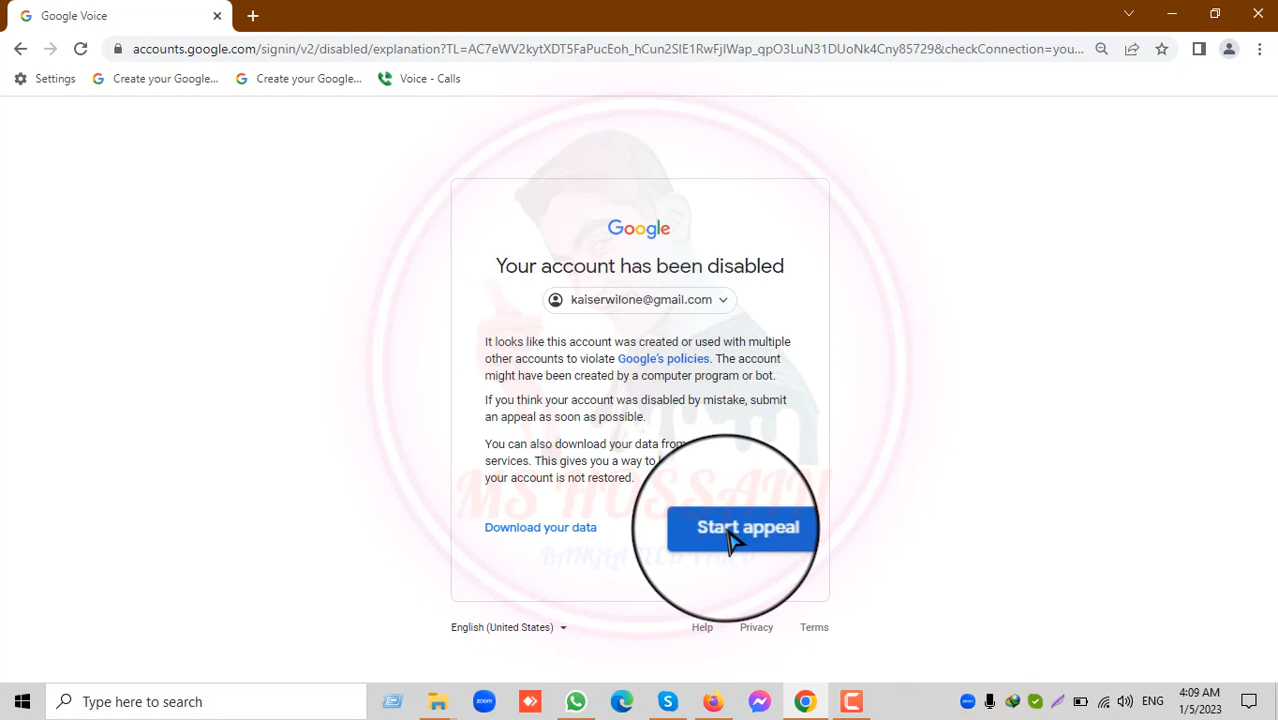 Google Voice
accounts.google.com/signin/v2/disabled/explanation?TL=AC7eWV2kytXDT5FaPucEoh_hCun2SIE1RwFjIWap_qpO3LuN31DUoNk4Cny85729&checkConnection=you...
Settings
Create your Google...
Create your Google...
Voice - Calls
Google
Your account has been disabled
kaiserwilone@gmail.com
It looks like this account was created or used with multiple
other accounts to violate Google's policies. The account
might have been created by a computer program or bot.
If you think your account was disabled by mistake, submit
an appeal as soon as possible.
You can also download your data from
services. This gives you a way to
your account is not restored.
MS HUSSAIN
Download your data
Start appeal
BANGLA TECH VIDEO
English (United States)
Help Privacy Terms
Type here to search
ENG
4:09 AM
1/5/2023